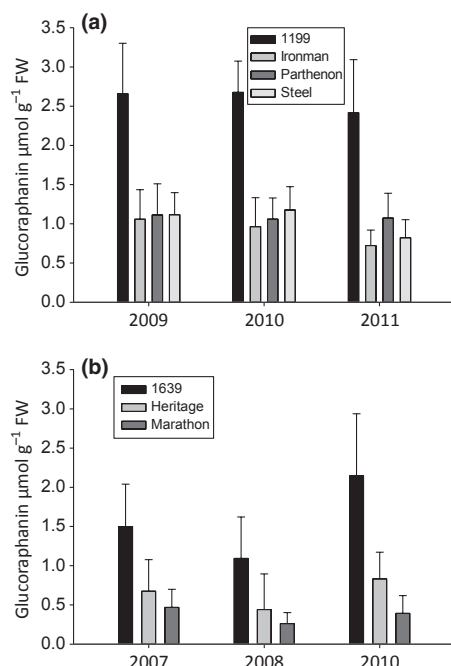 (a)
1199
Ironman
Parthenon
Steel
Glucoraphanin μmol g⁻¹ FW
3.5
3.0
2.5
2.0
1.5
1.0
0.5
0.0
2009 2010 2011
(b)
1639
Heritage
Marathon
Glucoraphanin μmol g⁻¹ FW
3.5
3.0
2.5
2.0
1.5
1.0
0.5
0.0
2007 2008 2010